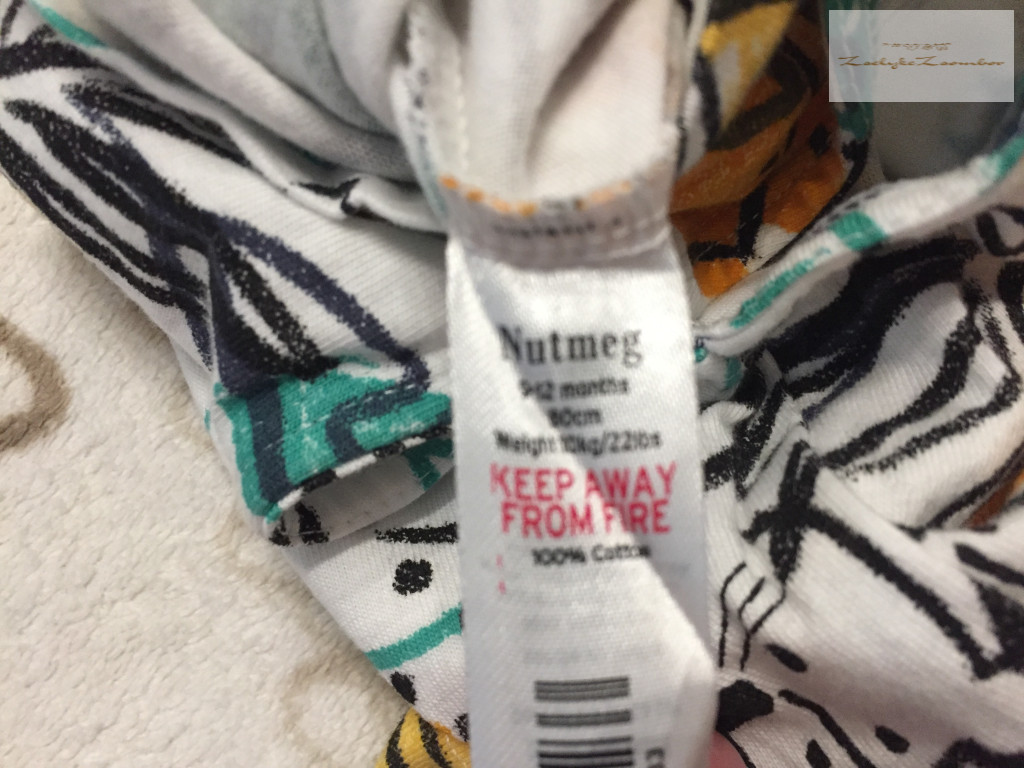 Nutmeg
9-12 months
80cm
Weight 10kg/22lbs
KEEP AWAY
FROM FIRE
100% Cotton